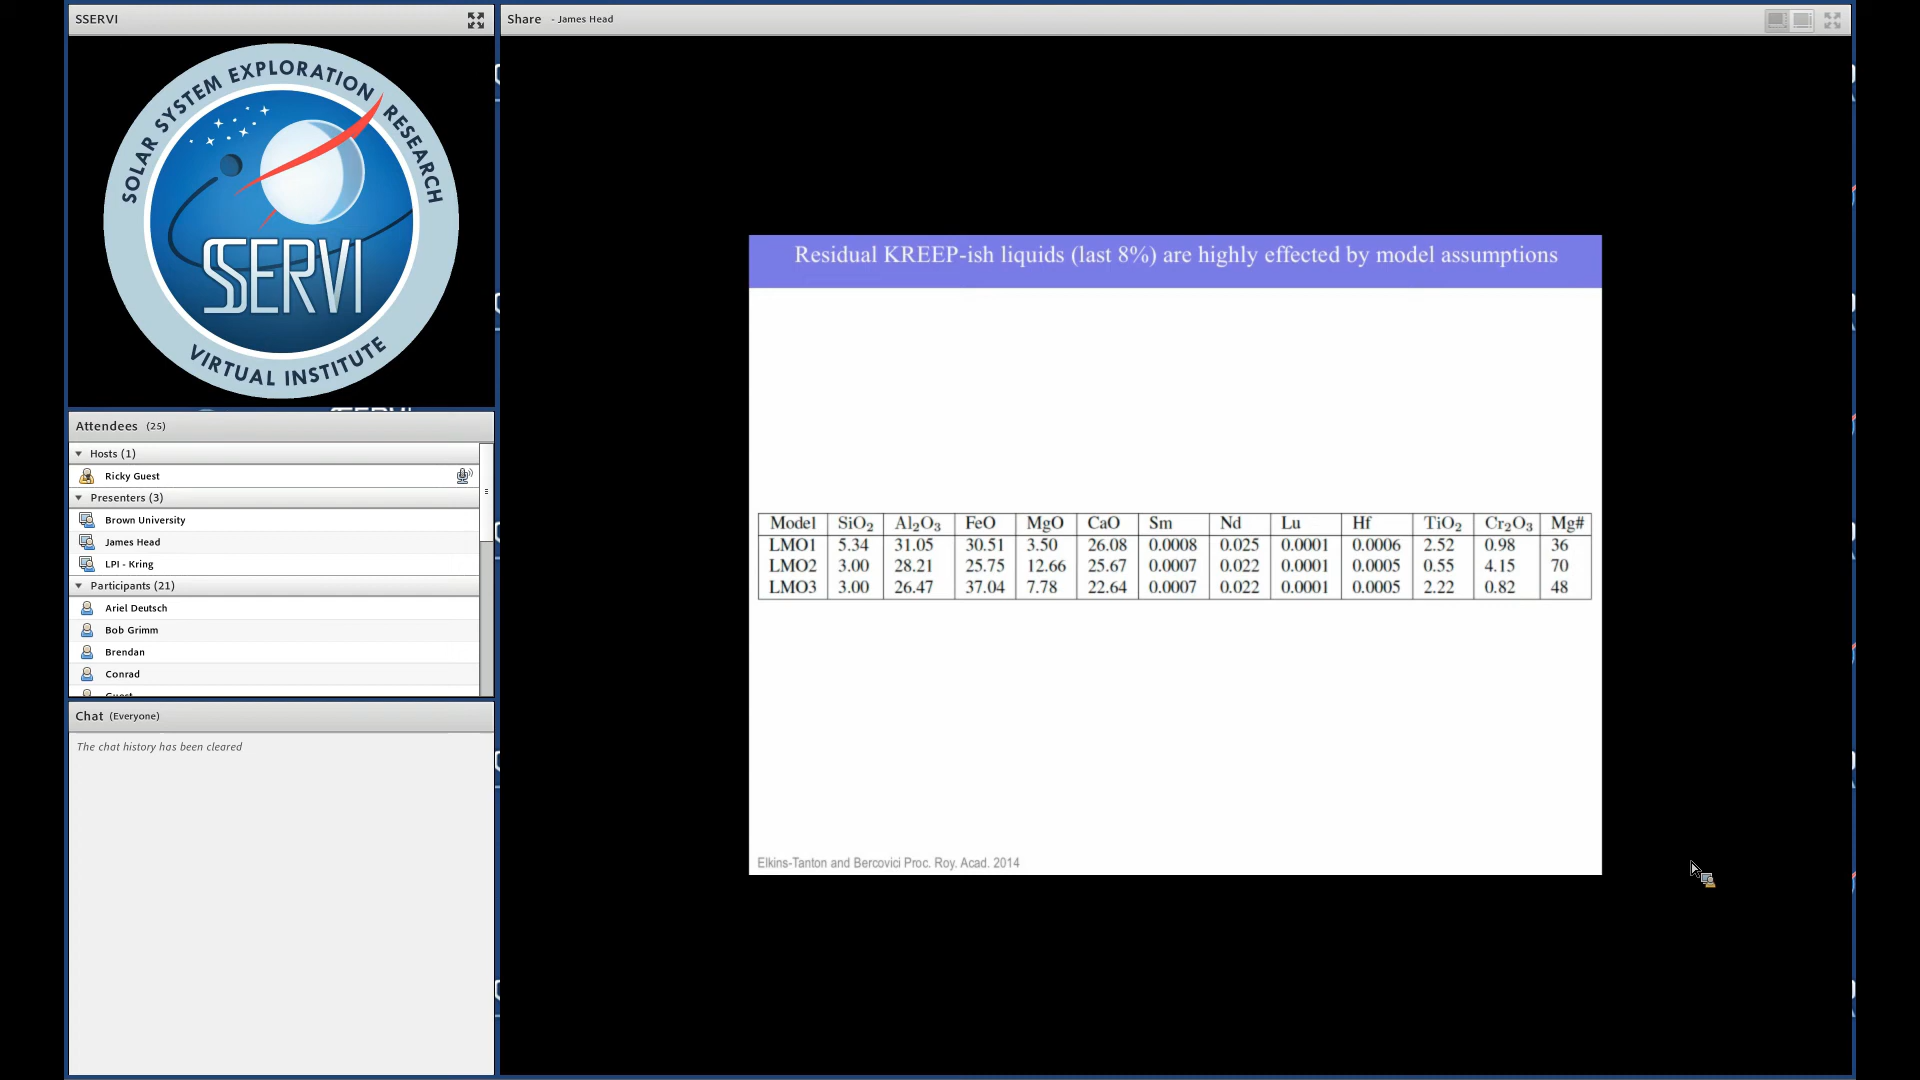 SSERVI
SOLAR SYSTEM EXPLORATION RESEARCH
SSERVI
VIRTUAL INSTITUTE
Attendees (25)
Hosts (1)
Ricky Guest
Presenters (3)
Brown University
James Head
LPI - Kring
Participants (21)
Ariel Deutsch
Bob Grimm
Brendan
Conrad
Guest
Chat (Everyone)
The chat history has been cleared
Share - James Head
Residual KREEP-ish liquids (last 8%) are highly effected by model assumptions
Model SiO₂ Al₂O₃ FeO MgO CaO Sm Nd Lu Hf TiO₂ Cr₂O₃ Mg#
LMO1 5.34 31.05 30.51 3.50 26.08 0.0008 0.025 0.0001 0.0006 2.52 0.98 36
LMO2 3.00 28.21 25.75 12.66 25.67 0.0007 0.022 0.0001 0.0005 0.55 4.15 70
LMO3 3.00 26.47 37.04 7.78 22.64 0.0007 0.022 0.0001 0.0005 2.22 0.82 48
Elkins-Tanton and Bercovici Proc. Roy. Acad. 2014